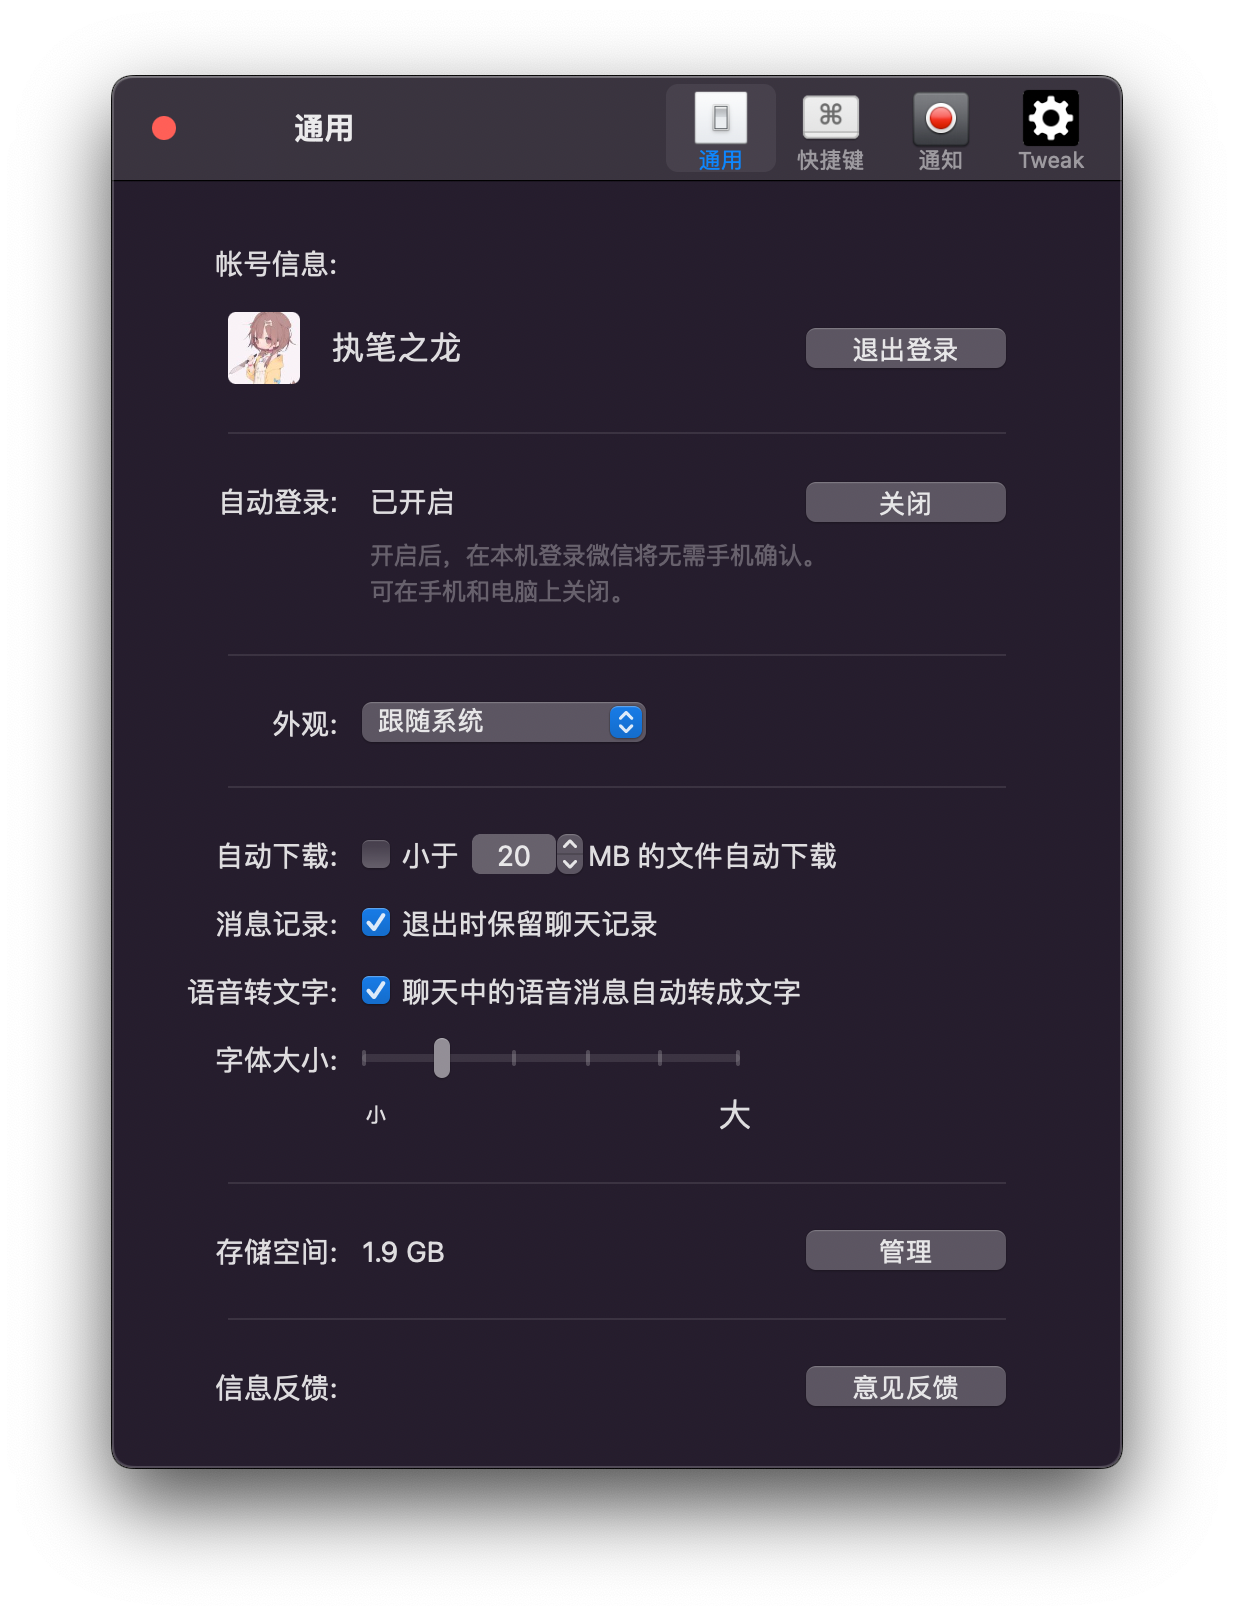 通用
通用
快捷键
通知
Tweak
帐号信息:
执笔之龙
退出登录
自动登录: 已开启
关闭
开启后，在本机登录微信将无需手机确认。
可在手机和电脑上关闭。
外观: 跟随系统
自动下载: 小于 20 MB 的文件自动下载
消息记录: 退出时保留聊天记录
语音转文字: 聊天中的语音消息自动转成文字
字体大小:
小 大
存储空间: 1.9 GB
管理
信息反馈:
意见反馈